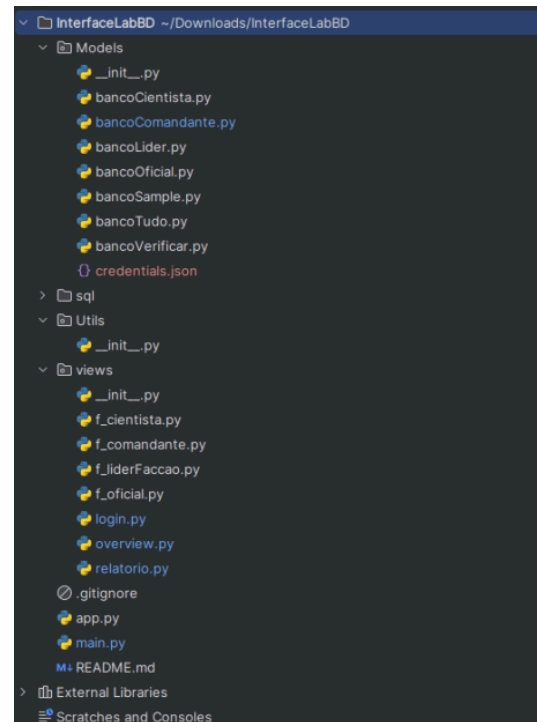 InterfaceLabBD ~/Downloads/InterfaceLabBD
Models
__init__.py
bancoCientista.py
bancoComandante.py
bancoLider.py
bancoOficial.py
bancoSample.py
bancoTudo.py
bancoVerificar.py
{} credentials.json
sql
Utils
__init__.py
views
__init__.py
f_cientista.py
f_comandante.py
f_liderFaccao.py
f_oficial.py
login.py
overview.py
relatorio.py
.gitignore
app.py
main.py
M↓ README.md
External Libraries
Scratches and Consoles